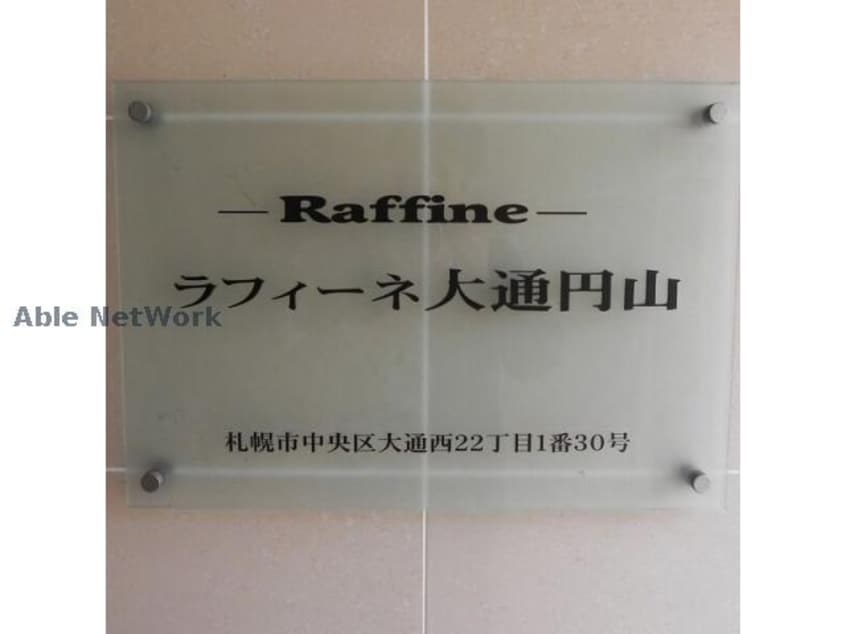 — Raffine —
ラフィーネ大通円山
Able NetWork
札幌市中央区大通西22丁目1番30号